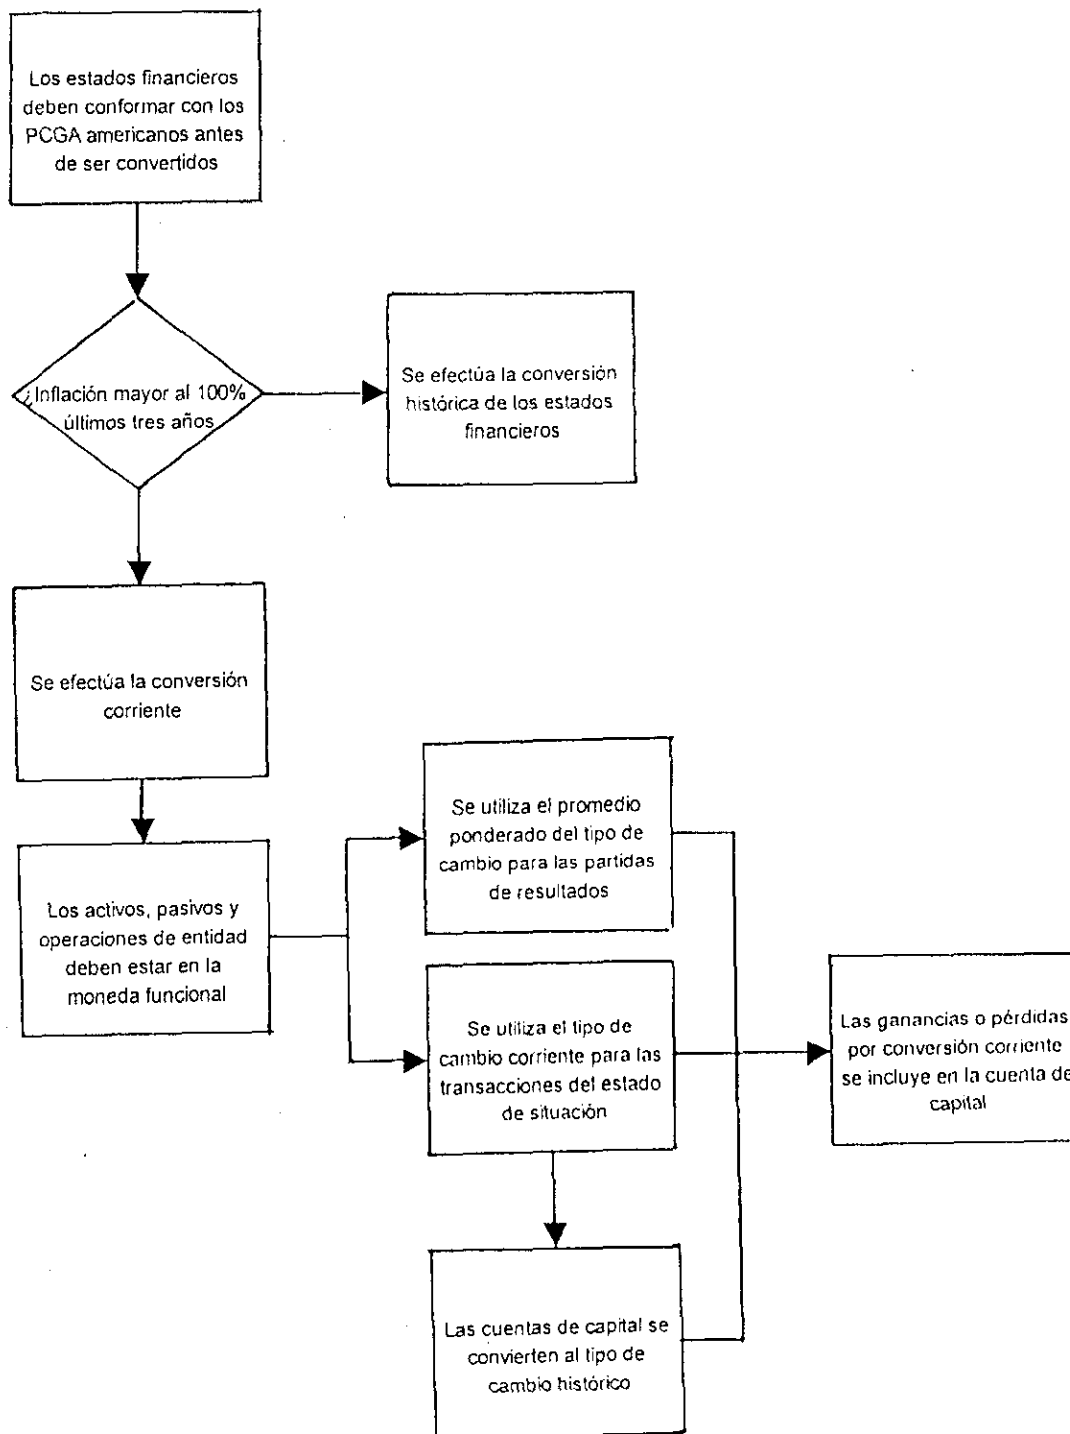 Los estados financieros
deben conformar con los
PCGA americanos antes
de ser convertidos
¿Inflación mayor al 100%
últimos tres años
Se efectúa la conversión
histórica de los estados
financieros
Se efectúa la conversión
corriente
Se utiliza el promedio
ponderado del tipo de
cambio para las partidas
de resultados
Los activos, pasivos y
operaciones de entidad
deben estar en la
moneda funcional
Se utiliza el tipo de
cambio corriente para las
transacciones del estado
de situación
Las ganancias o pérdidas
por conversión corriente
se incluye en la cuenta de
capital
Las cuentas de capital se
convierten al tipo de
cambio histórico